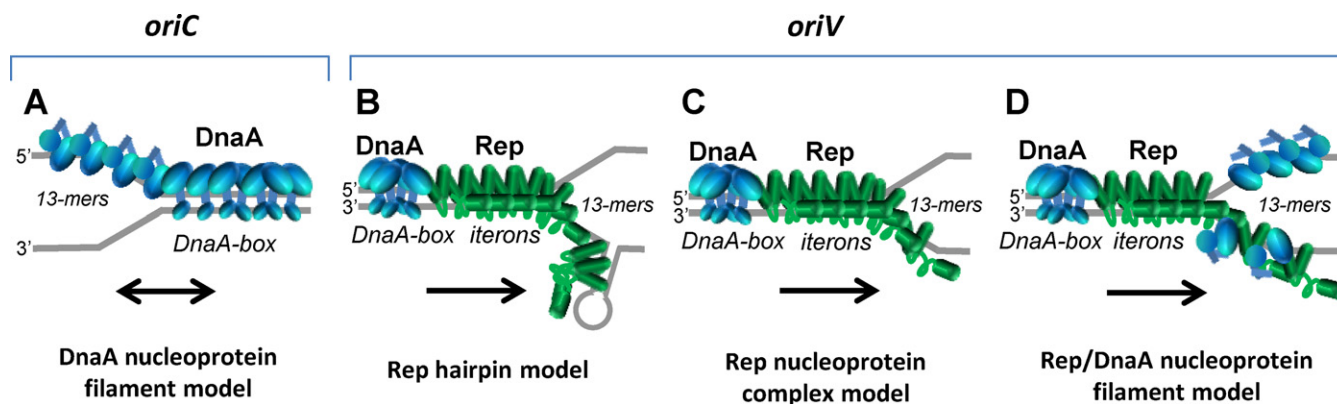 oriC
oriV
A
DnaA
5'
13-mers
3'
DnaA-box
DnaA nucleoprotein
filament model
B
DnaA Rep
5'
3'
13-mers
DnaA-box iterons
Rep hairpin model
C
DnaA Rep
5'
3'
13-mers
DnaA-box iterons
Rep nucleoprotein
complex model
D
DnaA Rep
5'
3'
13-mers
DnaA-box iterons
Rep/DnaA nucleoprotein
filament model